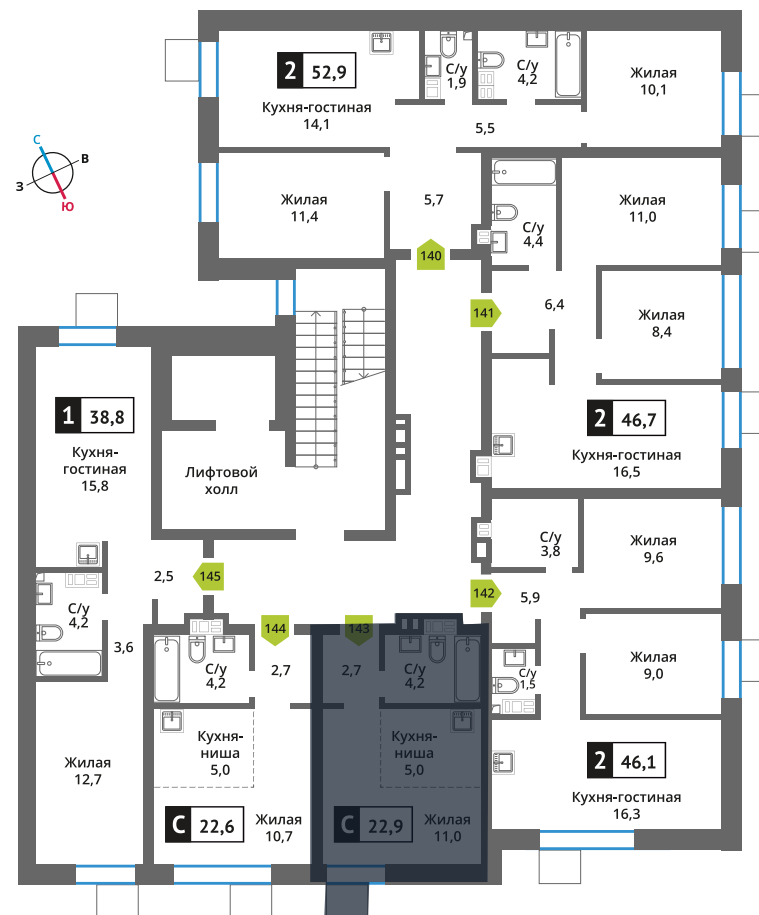 2 52,9
Кухня-гостиная
14,1
С/у
1,9
С/у
4,2
Жилая
10,1
5,5
С
В
З
Ю
Жилая
11,4
5,7
140
С/у
4,4
Жилая
11,0
141
6,4
Жилая
8,4
1 38,8
Кухня-
гостиная
15,8
Лифтовой
холл
2 46,7
Кухня-гостиная
16,5
С/у
3,8
Жилая
9,6
2,5
145
142
5,9
С/у
4,2
3,6
144
143
С/у
4,2
2,7
2,7
С/у
4,2
Жилая
9,0
С/у
1,5
Жилая
12,7
Кухня-
ниша
5,0
Кухня-
ниша
5,0
2 46,1
Кухня-гостиная
16,3
С 22,6
Жилая
10,7
С 22,9
Жилая
11,0